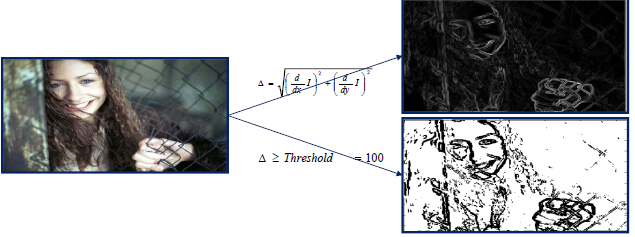 Δ = √((d/dx I)² + (d/dy I)²)
Δ ≥ Threshold = 100